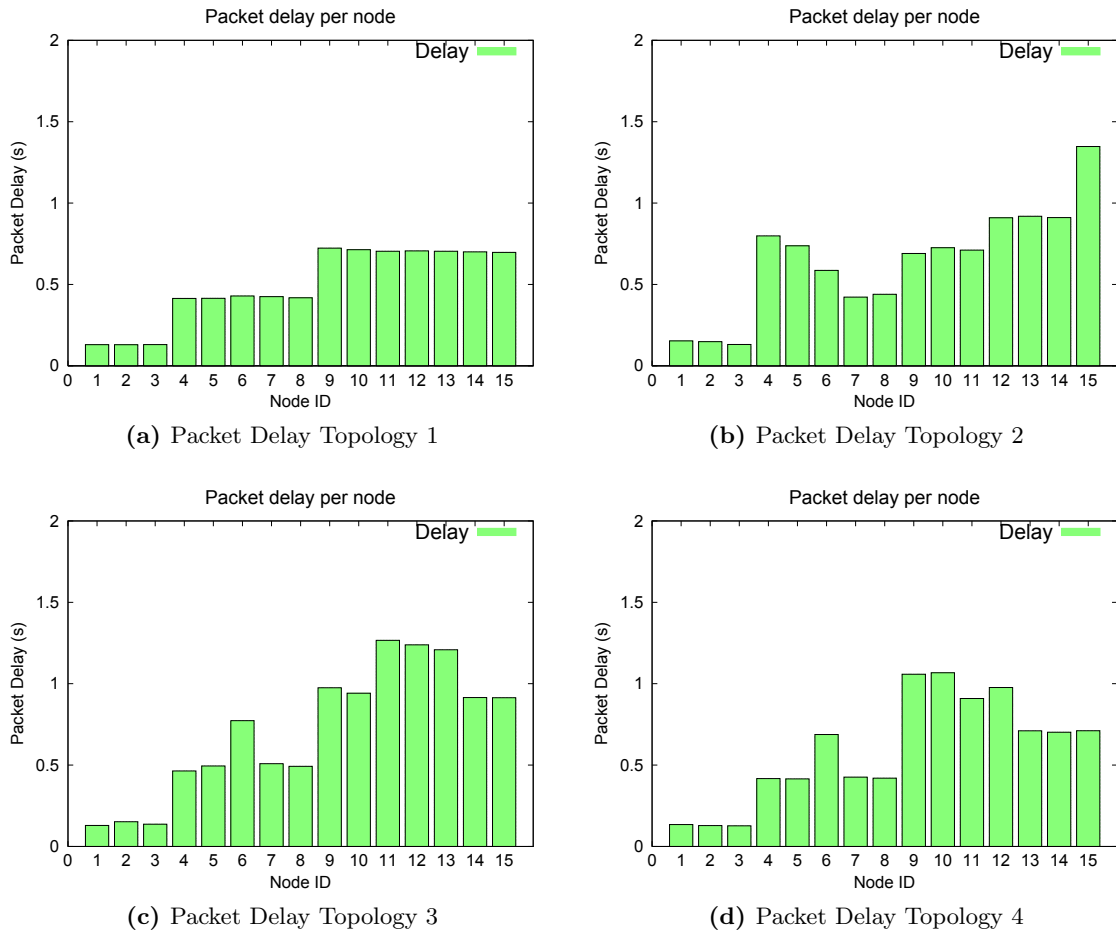 Packet delay per node
2
1.5
1
0.5
0
Packet Delay (s)
Delay
0 1 2 3 4 5 6 7 8 9 10 11 12 13 14 15
Node ID
(a) Packet Delay Topology 1
Packet delay per node
2
1.5
1
0.5
0
Packet Delay (s)
Delay
0 1 2 3 4 5 6 7 8 9 10 11 12 13 14 15
Node ID
(b) Packet Delay Topology 2
Packet delay per node
2
1.5
1
0.5
0
Packet Delay (s)
Delay
0 1 2 3 4 5 6 7 8 9 10 11 12 13 14 15
Node ID
(c) Packet Delay Topology 3
Packet delay per node
2
1.5
1
0.5
0
Packet Delay (s)
Delay
0 1 2 3 4 5 6 7 8 9 10 11 12 13 14 15
Node ID
(d) Packet Delay Topology 4